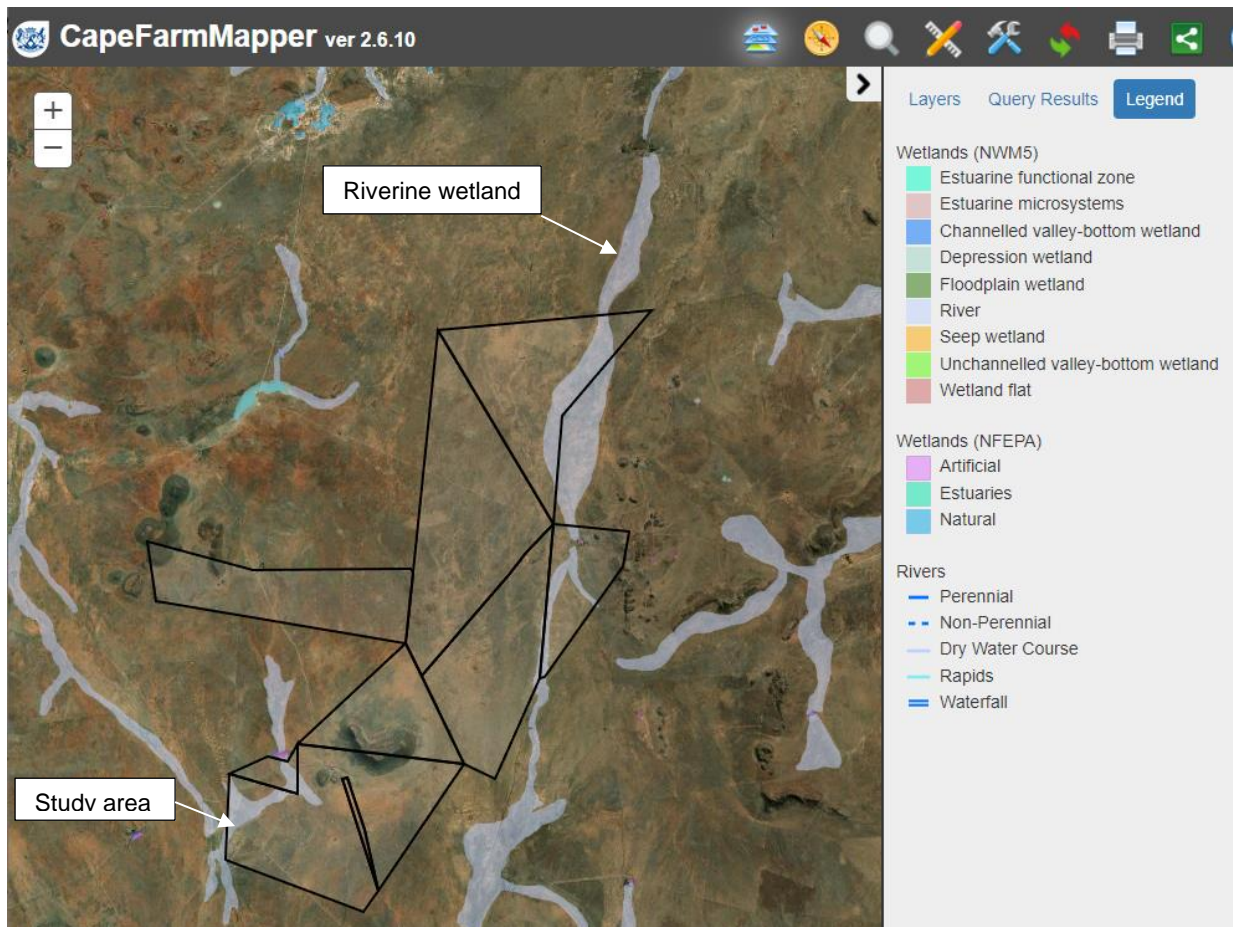 CapeFarmMapper ver 2.6.10
+
−
Riverine wetland
Study area
Layers Query Results Legend
Wetlands (NWM5)
Estuarine functional zone
Estuarine microsystems
Channelled valley-bottom wetland
Depression wetland
Floodplain wetland
River
Seep wetland
Unchannelled valley-bottom wetland
Wetland flat
Wetlands (NFEPA)
Artificial
Estuaries
Natural
Rivers
Perennial
Non-Perennial
Dry Water Course
Rapids
Waterfall